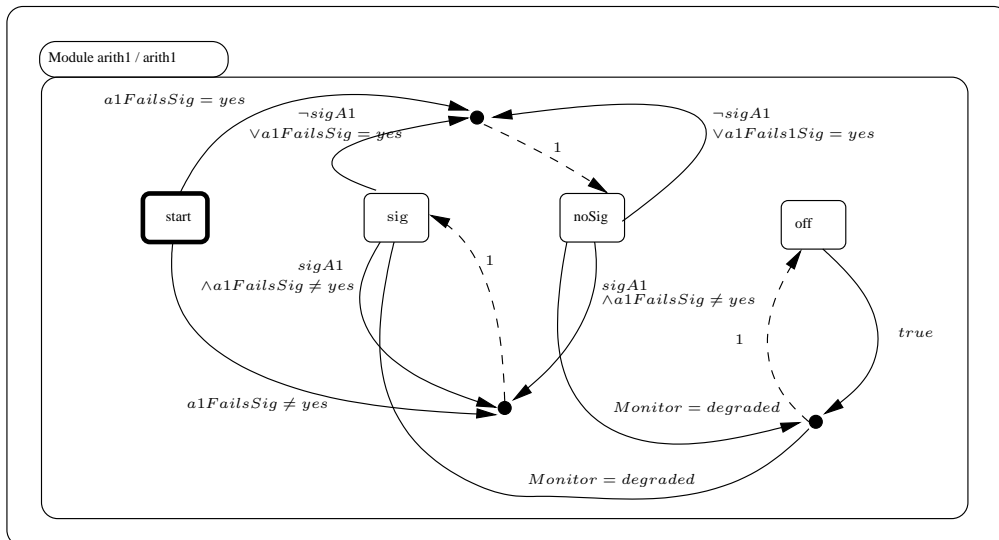 Module arith1 / arith1
a1FailsSig = yes
¬sigA1
∨a1FailsSig = yes
¬sigA1
∨a1Fails1Sig = yes
1
start
sig
noSig
off
sigA1
∧a1FailsSig ≠ yes
1
sigA1
∧a1FailsSig ≠ yes
1
true
a1FailsSig ≠ yes
Monitor = degraded
Monitor = degraded